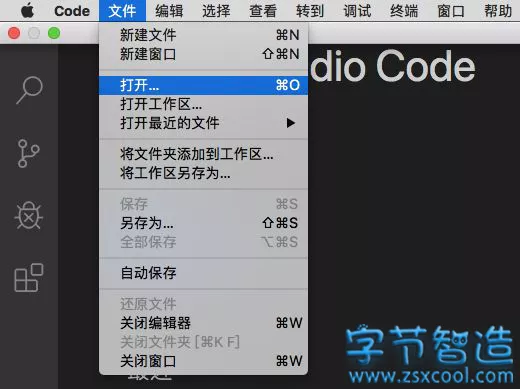 Code 文件 编辑 选择 查看 转到 调试 终端 窗口 帮助
新建文件 ⌘N
新建窗口 ⇧⌘N
dio Code
打开... ⌘O
打开工作区...
打开最近的文件 ▶
将文件夹添加到工作区...
将工作区另存为...
保存 ⌘S
另存为... ⇧⌘S
全部保存 ⌥⌘S
自动保存
还原文件
关闭编辑器 ⌘W
关闭文件夹 [⌘K F]
关闭窗口 ⌘W
字节智造
www.zsxcool.com